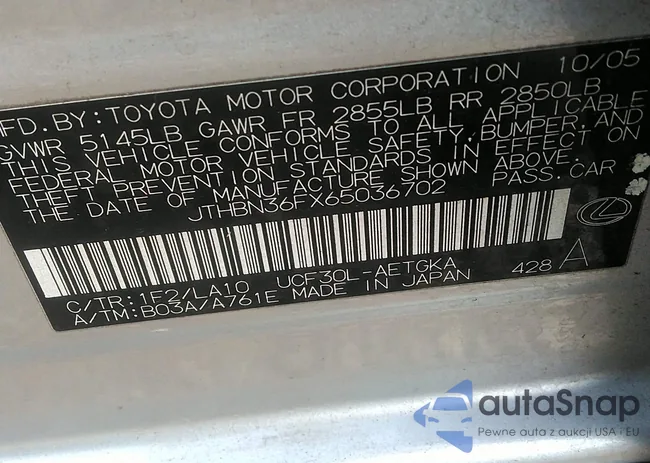 MFD.BY:TOYOTA MOTOR CORPORATION 10/05
GVWR 5145LB GAWR FR 2855LB RR 2850LB
THIS VEHICLE CONFORMS TO ALL APPLICABLE
FEDERAL MOTOR VEHICLE SAFETY,BUMPER,AND
THEFT PREVENTION STANDARDS IN EFFECT ON
THE DATE OF MANUFACTURE SHOWN ABOVE.
JTHBN36FX65036702 PASS.CAR
C/TR:1F2/LA10 UCF30L-AETGKA
A/TM:B03A/A761E MADE IN JAPAN 428 A
autoSnap
Pewne auta z aukcji USA i EU